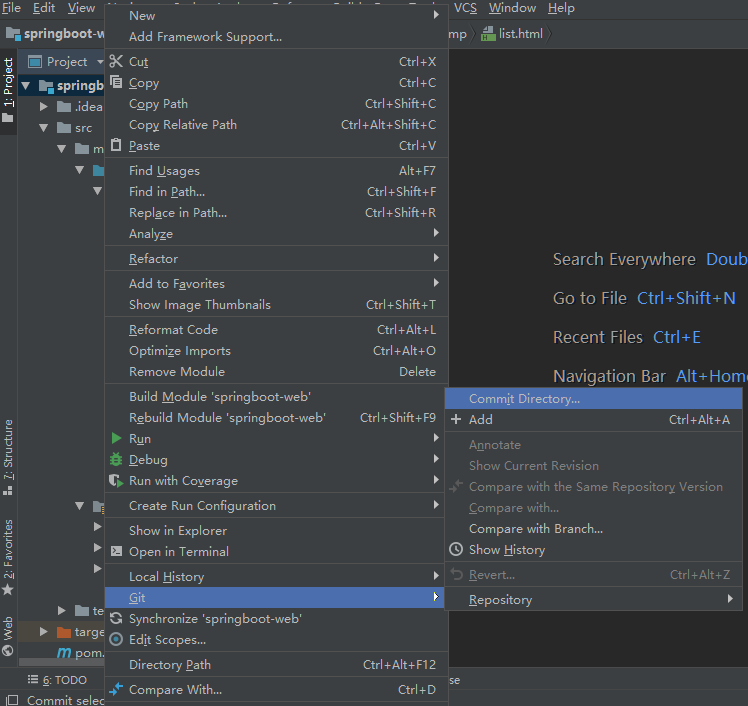 File Edit View VCS Window Help
springboot-w mp list.html
1: Project
Project
springb
.idea
src
m
te
targe
pom.
7: Structure
2: Favorites
Web
6: TODO
se
Commit selec
New
Add Framework Support...
Cut Ctrl+X
Copy Ctrl+C
Copy Path Ctrl+Shift+C
Copy Relative Path Ctrl+Alt+Shift+C
Paste Ctrl+V
Find Usages Alt+F7
Find in Path... Ctrl+Shift+F
Replace in Path... Ctrl+Shift+R
Analyze
Refactor
Add to Favorites
Show Image Thumbnails Ctrl+Shift+T
Reformat Code Ctrl+Alt+L
Optimize Imports Ctrl+Alt+O
Remove Module Delete
Build Module 'springboot-web'
Rebuild Module 'springboot-web' Ctrl+Shift+F9
Run
Debug
Run with Coverage
Create Run Configuration
Show in Explorer
Open in Terminal
Local History
Git
Synchronize 'springboot-web'
Edit Scopes...
Directory Path Ctrl+Alt+F12
Compare With... Ctrl+D
Search Everywhere Doub
Go to File Ctrl+Shift+N
Recent Files Ctrl+E
Navigation Bar Alt+Home
Commit Directory...
Add Ctrl+Alt+A
Annotate
Show Current Revision
Compare with the Same Repository Version
Compare with...
Compare with Branch...
Show History
Revert... Ctrl+Alt+Z
Repository